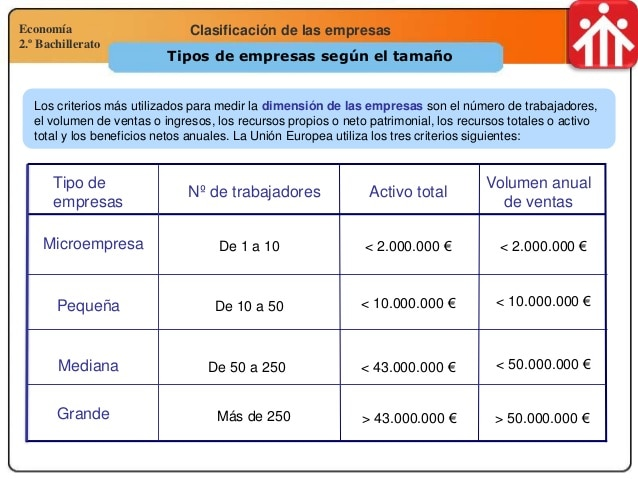 Economía
2.º Bachillerato
Clasificación de las empresas
Tipos de empresas según el tamaño
Los criterios más utilizados para medir la dimensión de las empresas son el número de trabajadores,
el volumen de ventas o ingresos, los recursos propios o neto patrimonial, los recursos totales o activo
total y los beneficios netos anuales. La Unión Europea utiliza los tres criterios siguientes:
Tipo de
empresas
Nº de trabajadores
Activo total
Volumen anual
de ventas
Microempresa
De 1 a 10
< 2.000.000 €
< 2.000.000 €
Pequeña
De 10 a 50
< 10.000.000 €
< 10.000.000 €
Mediana
De 50 a 250
< 43.000.000 €
< 50.000.000 €
Grande
Más de 250
> 43.000.000 €
> 50.000.000 €